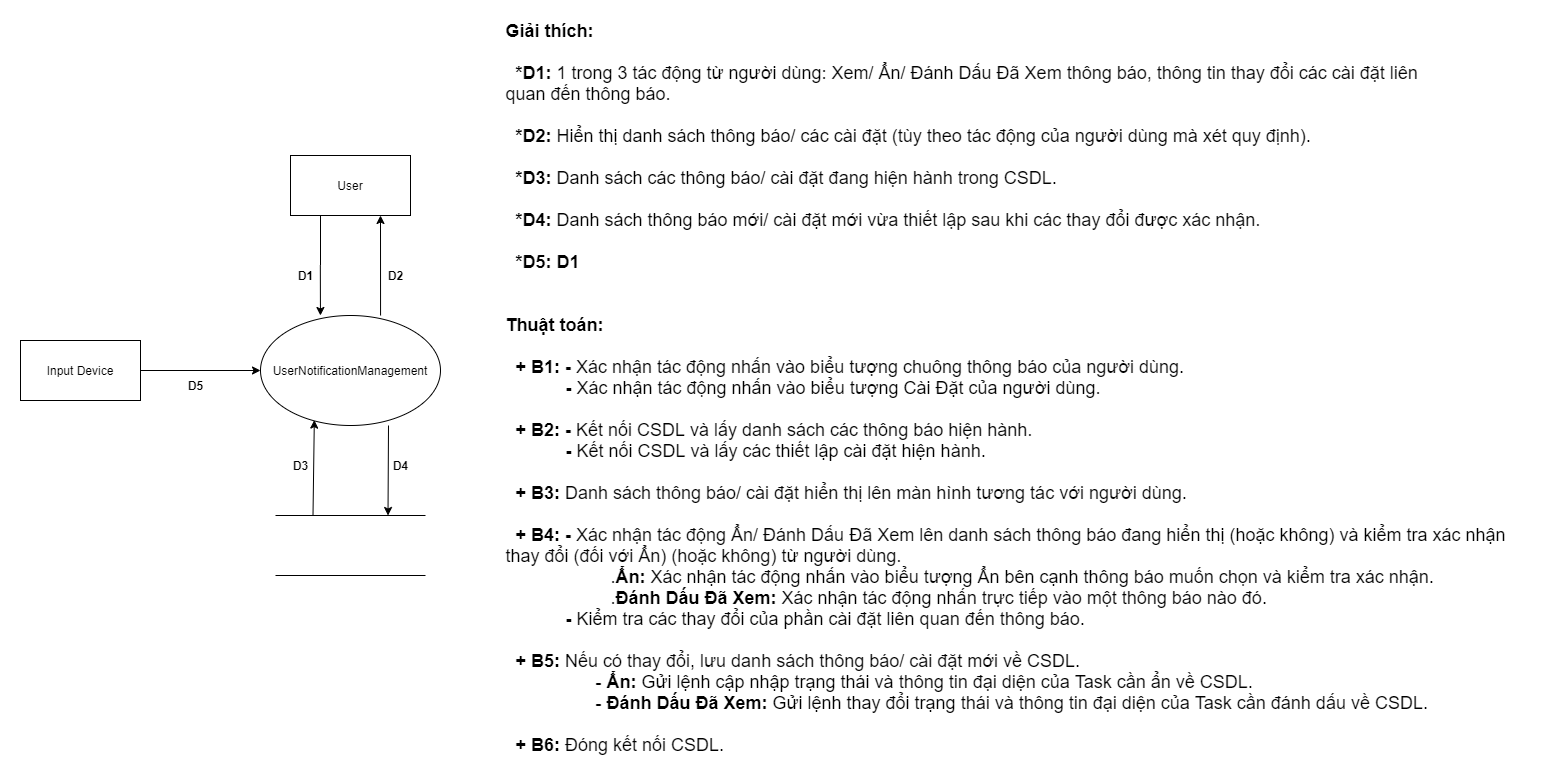 User
D1
D2
Input Device
D5
UserNotificationManagement
D3
D4
Giải thích:
*D1: 1 trong 3 tác động từ người dùng: Xem/ Ẩn/ Đánh Dấu Đã Xem thông báo, thông tin thay đổi các cài đặt liên
quan đến thông báo.
*D2: Hiển thị danh sách thông báo/ các cài đặt (tùy theo tác động của người dùng mà xét quy định).
*D3: Danh sách các thông báo/ cài đặt đang hiện hành trong CSDL.
*D4: Danh sách thông báo mới/ cài đặt mới vừa thiết lập sau khi các thay đổi được xác nhận.
*D5: D1
Thuật toán:
+ B1: - Xác nhận tác động nhấn vào biểu tượng chuông thông báo của người dùng.
- Xác nhận tác động nhấn vào biểu tượng Cài Đặt của người dùng.
+ B2: - Kết nối CSDL và lấy danh sách các thông báo hiện hành.
- Kết nối CSDL và lấy các thiết lập cài đặt hiện hành.
+ B3: Danh sách thông báo/ cài đặt hiển thị lên màn hình tương tác với người dùng.
+ B4: - Xác nhận tác động Ẩn/ Đánh Dấu Đã Xem lên danh sách thông báo đang hiển thị (hoặc không) và kiểm tra xác nhận
thay đổi (đối với Ẩn) (hoặc không) từ người dùng.
.Ẩn: Xác nhận tác động nhấn vào biểu tượng Ẩn bên cạnh thông báo muốn chọn và kiểm tra xác nhận.
.Đánh Dấu Đã Xem: Xác nhận tác động nhấn trực tiếp vào một thông báo nào đó.
- Kiểm tra các thay đổi của phần cài đặt liên quan đến thông báo.
+ B5: Nếu có thay đổi, lưu danh sách thông báo/ cài đặt mới về CSDL.
- Ẩn: Gửi lệnh cập nhập trạng thái và thông tin đại diện của Task cần ẩn về CSDL.
- Đánh Dấu Đã Xem: Gửi lệnh thay đổi trạng thái và thông tin đại diện của Task cần đánh dấu về CSDL.
+ B6: Đóng kết nối CSDL.